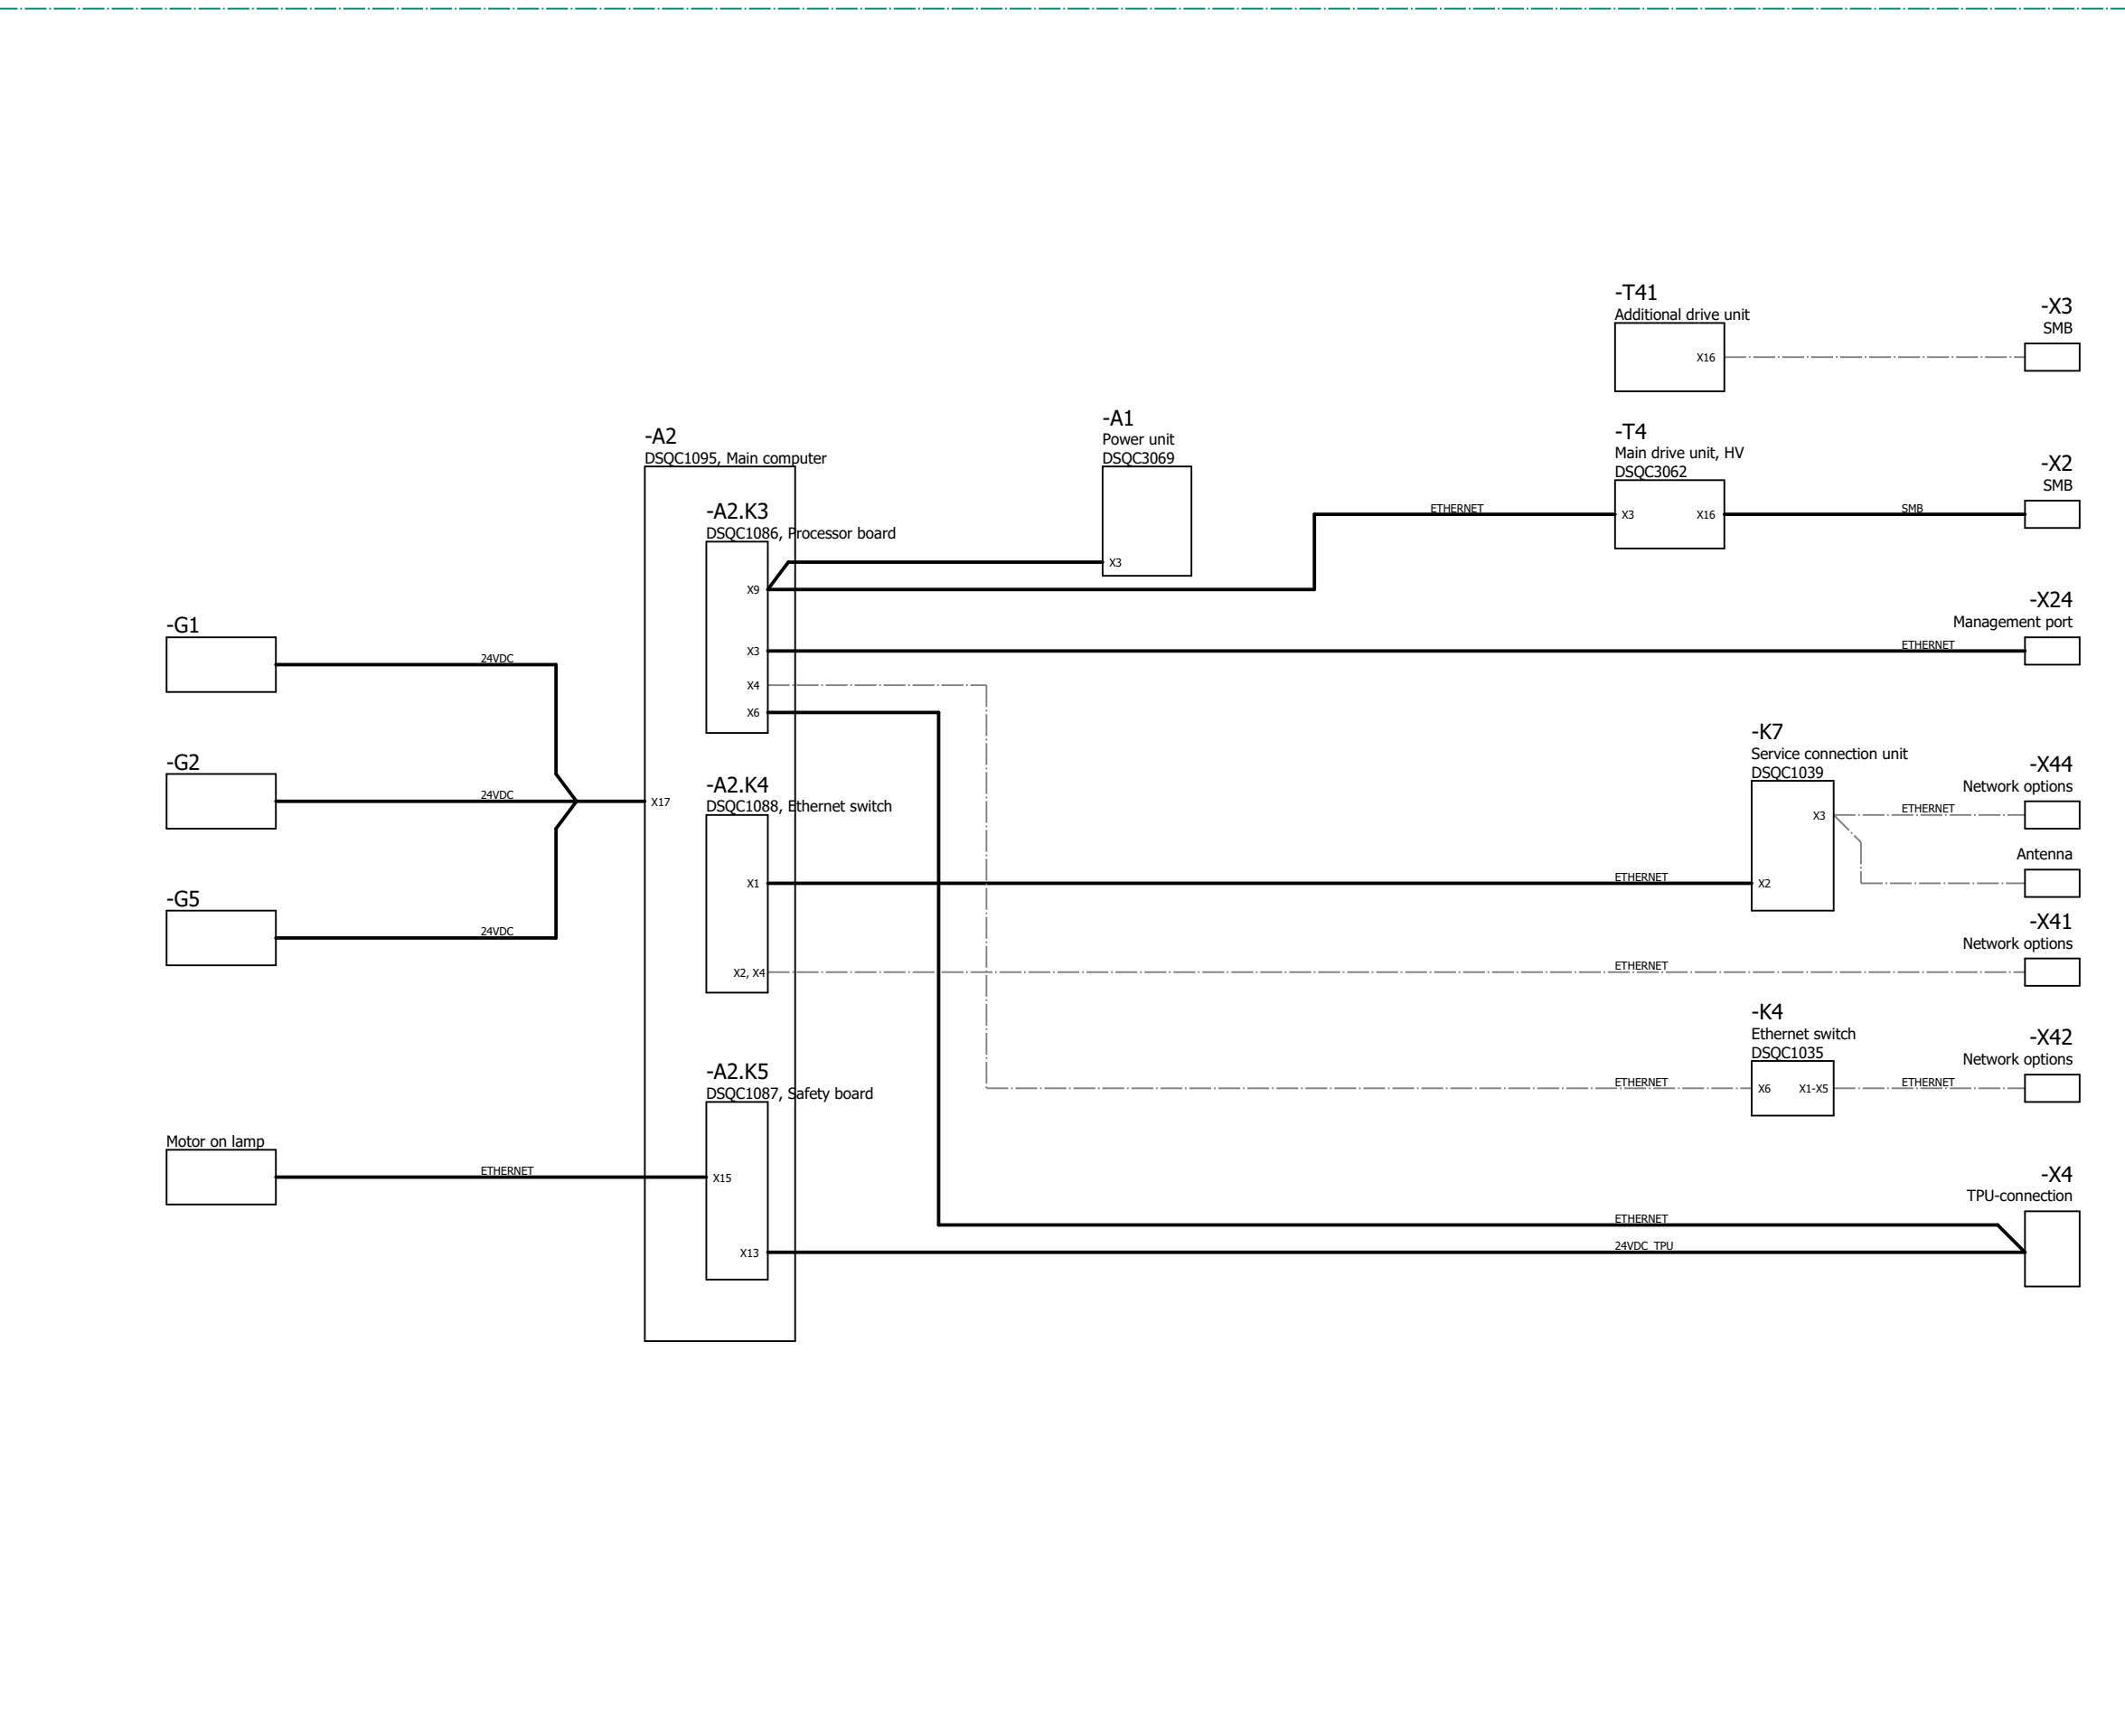 -T41
Additional drive unit
X16
-X3
SMB
-A1
Power unit
DSQC3069
X3
-T4
Main drive unit, HV
DSQC3062
X3
X16
ETHERNET
SMB
-X2
SMB
-A2
DSQC1095, Main computer
-A2.K3
DSQC1086, Processor board
X9
X3
X4
X6
-X24
Management port
ETHERNET
-G1
24VDC
-G2
24VDC
X17
-G5
24VDC
-A2.K4
DSQC1088, Ethernet switch
X1
X2, X4
ETHERNET
ETHERNET
-K7
Service connection unit
DSQC1039
X3
X2
ETHERNET
-X44
Network options
Antenna
-X41
Network options
-K4
Ethernet switch
DSQC1035
ETHERNET
X6
X1-X5
ETHERNET
-X42
Network options
-A2.K5
DSQC1087, Safety board
Motor on lamp
ETHERNET
X15
X13
-X4
TPU-connection
ETHERNET
24VDC TPU